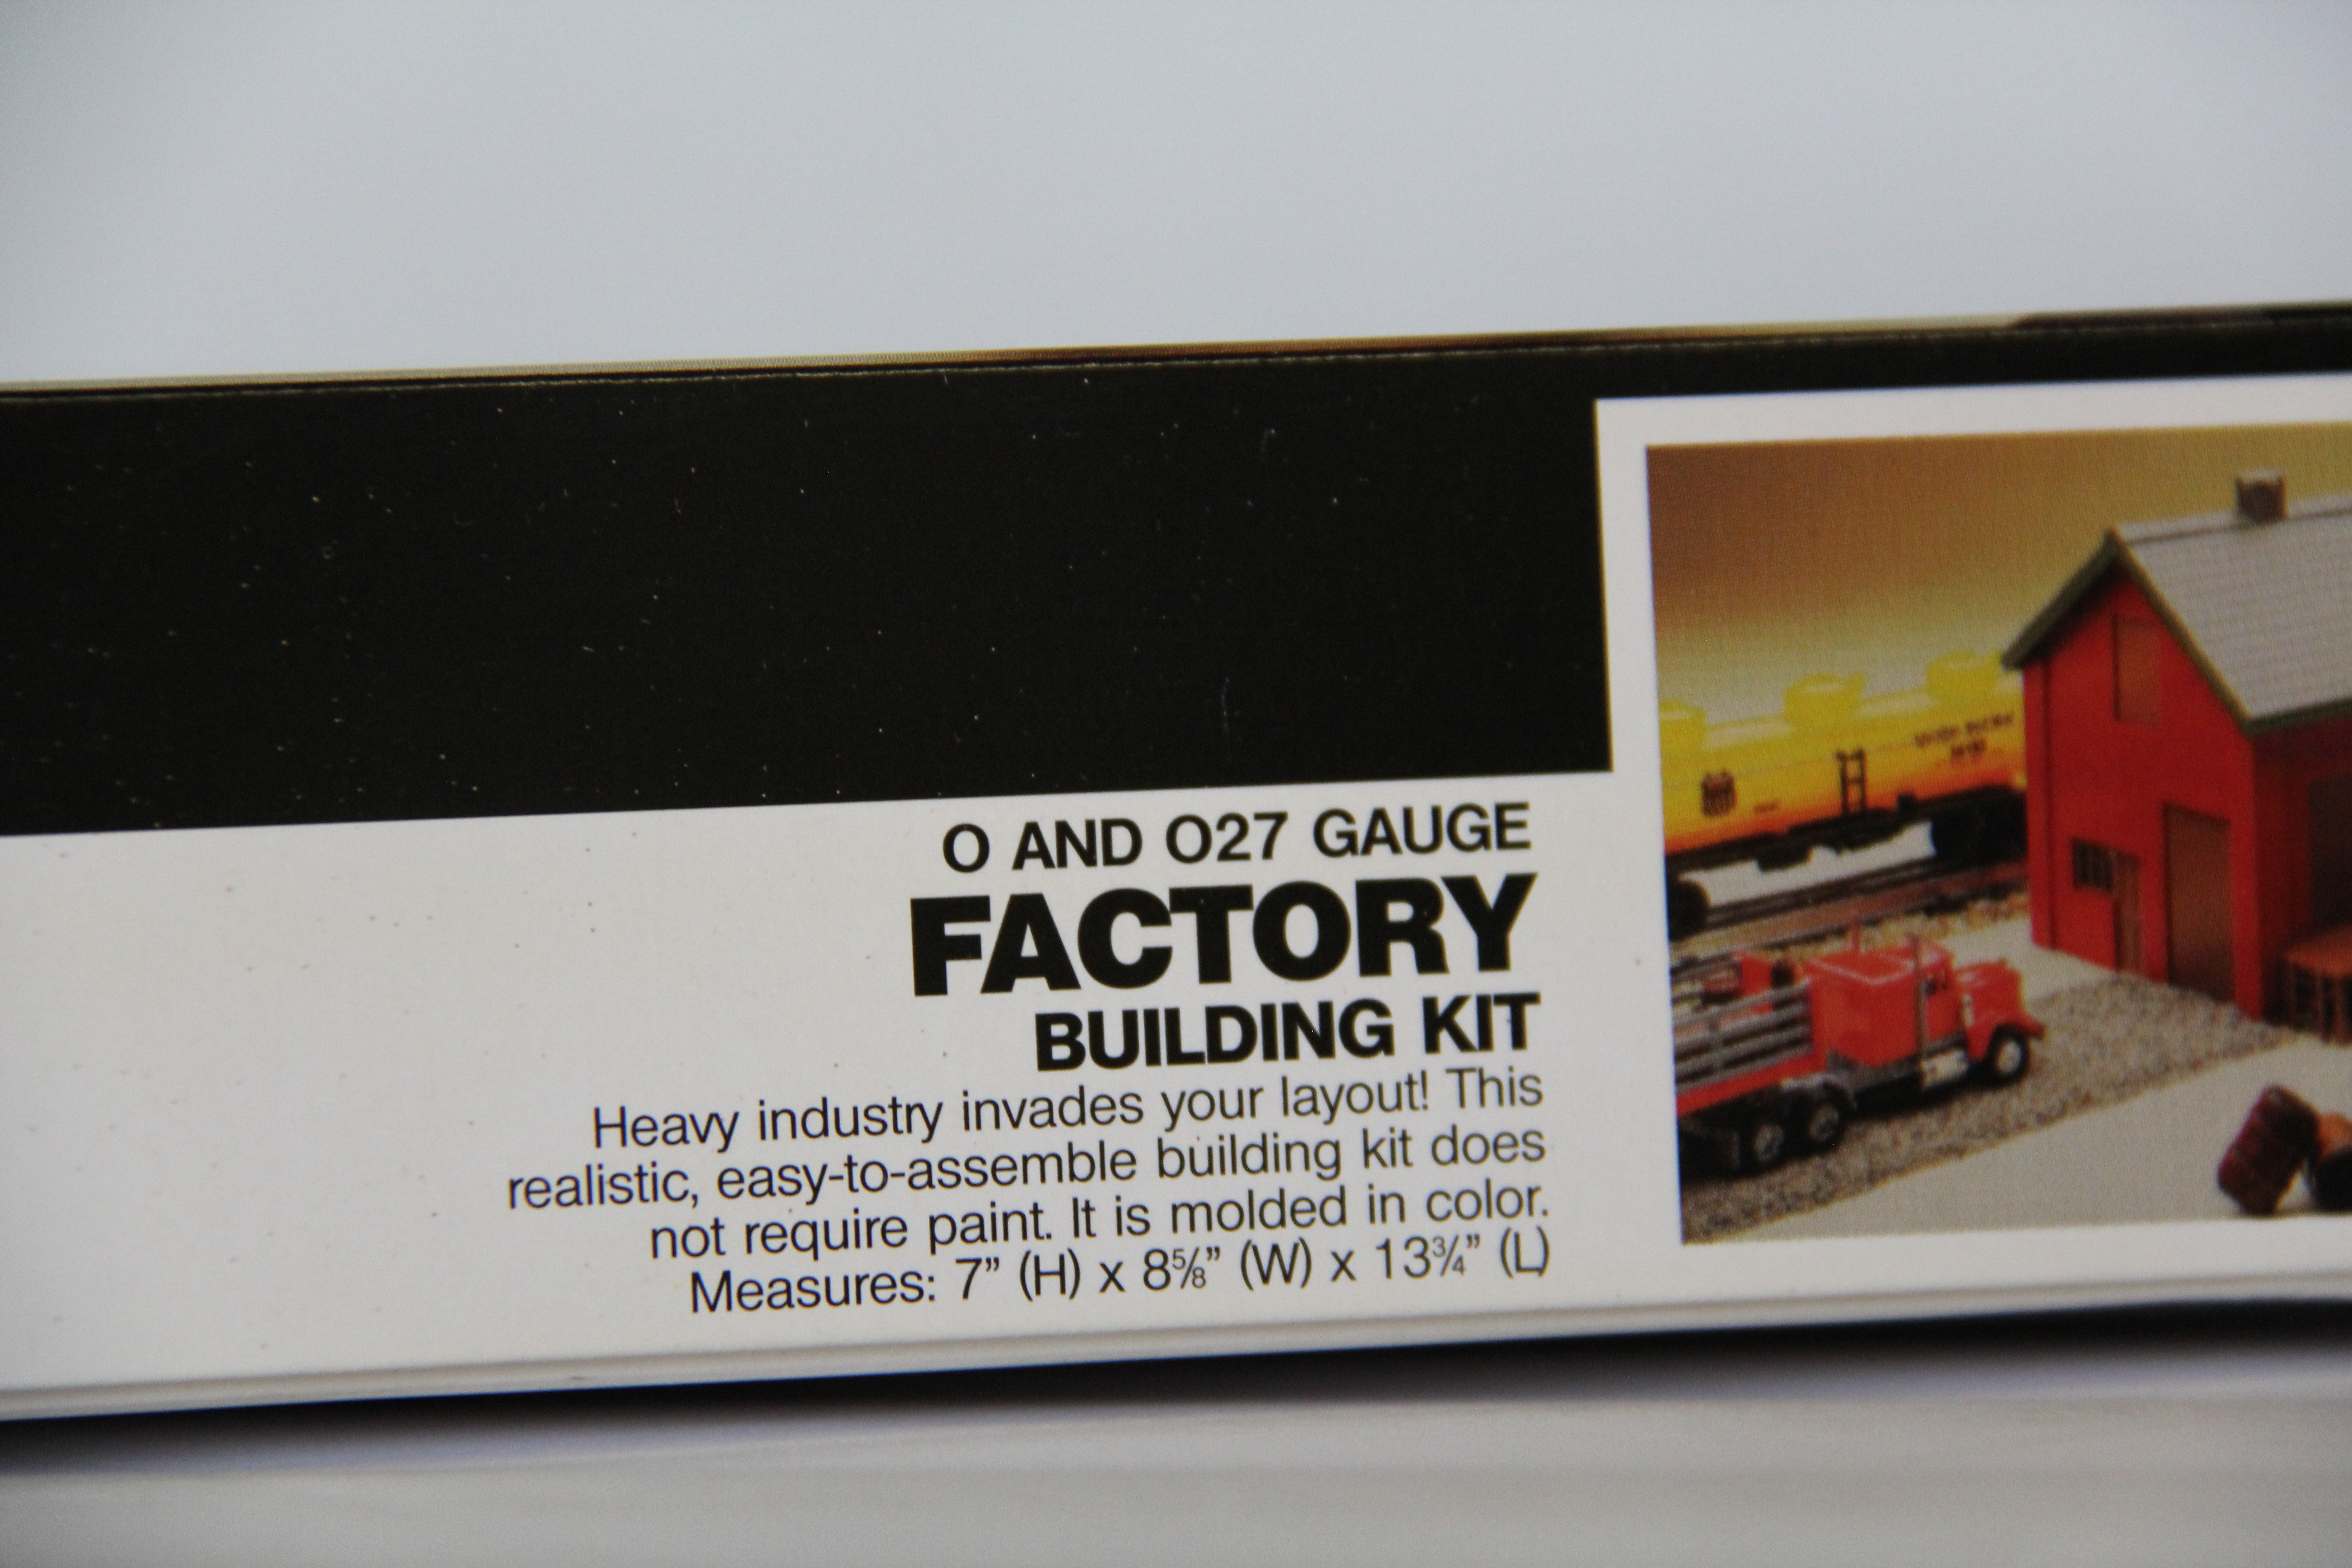 O AND O27 GAUGE
FACTORY
BUILDING KIT
Heavy industry invades your layout! This
realistic, easy-to-assemble building kit does
not require paint. It is molded in color.
Measures: 7” (H) x 8⅝” (W) x 13¾” (L)